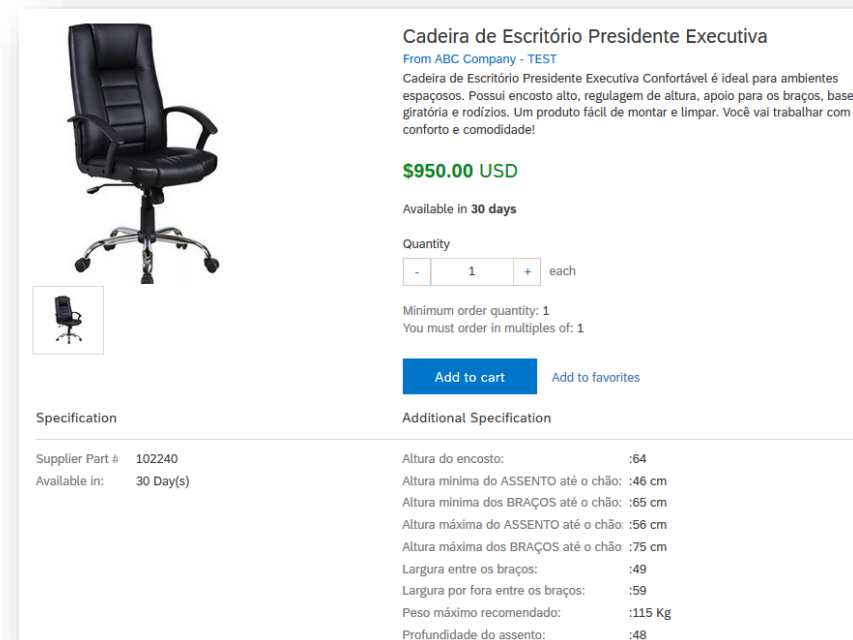 Cadeira de Escritório Presidente Executiva
From ABC Company - TEST
Cadeira de Escritório Presidente Executiva Confortável é ideal para ambientes
espaçosos. Possui encosto alto, regulagem de altura, apoio para os braços, base
giratória e rodízios. Um produto fácil de montar e limpar. Você vai trabalhar com
conforto e comodidade!
$950.00 USD
Available in 30 days
Quantity
- 1 + each
Minimum order quantity: 1
You must order in multiples of: 1
Add to cart Add to favorites
Specification
Supplier Part # 102240
Available in: 30 Day(s)
Additional Specification
Altura do encosto: :64
Altura minima do ASSENTO até o chão: :46 cm
Altura minima dos BRAÇOS até o chão: :65 cm
Altura máxima do ASSENTO até o chão: :56 cm
Altura máxima dos BRAÇOS até o chão: :75 cm
Largura entre os braços: :49
Largura por fora entre os braços: :59
Peso máximo recomendado: :115 Kg
Profundidade do assento: :48